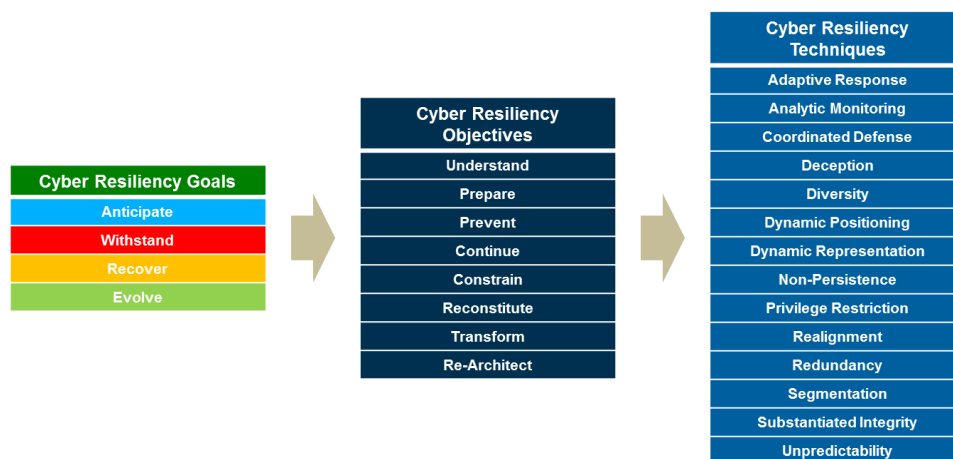 Cyber Resiliency Goals
Anticipate
Withstand
Recover
Evolve
Cyber Resiliency
Objectives
Understand
Prepare
Prevent
Continue
Constrain
Reconstitute
Transform
Re-Architect
Cyber Resiliency
Techniques
Adaptive Response
Analytic Monitoring
Coordinated Defense
Deception
Diversity
Dynamic Positioning
Dynamic Representation
Non-Persistence
Privilege Restriction
Realignment
Redundancy
Segmentation
Substantiated Integrity
Unpredictability